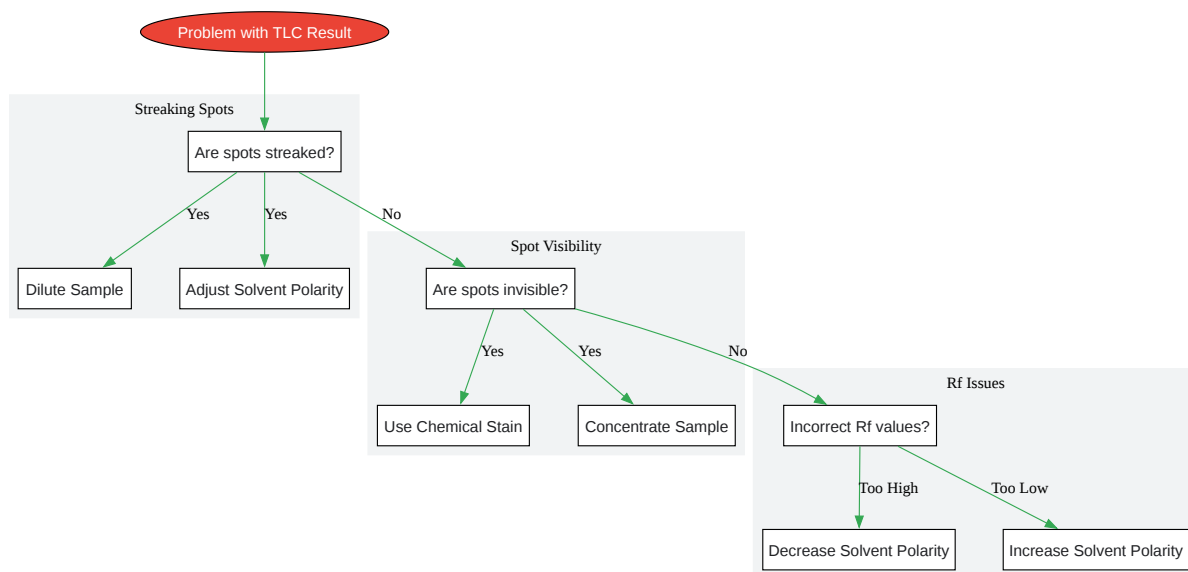 Problem with TLC Result
Streaking Spots
Are spots streaked?
Yes
Yes
No
Spot Visibility
Dilute Sample
Adjust Solvent Polarity
Are spots invisible?
Yes
Yes
No
Rf Issues
Use Chemical Stain
Concentrate Sample
Incorrect Rf values?
Too High
Too Low
Decrease Solvent Polarity
Increase Solvent Polarity